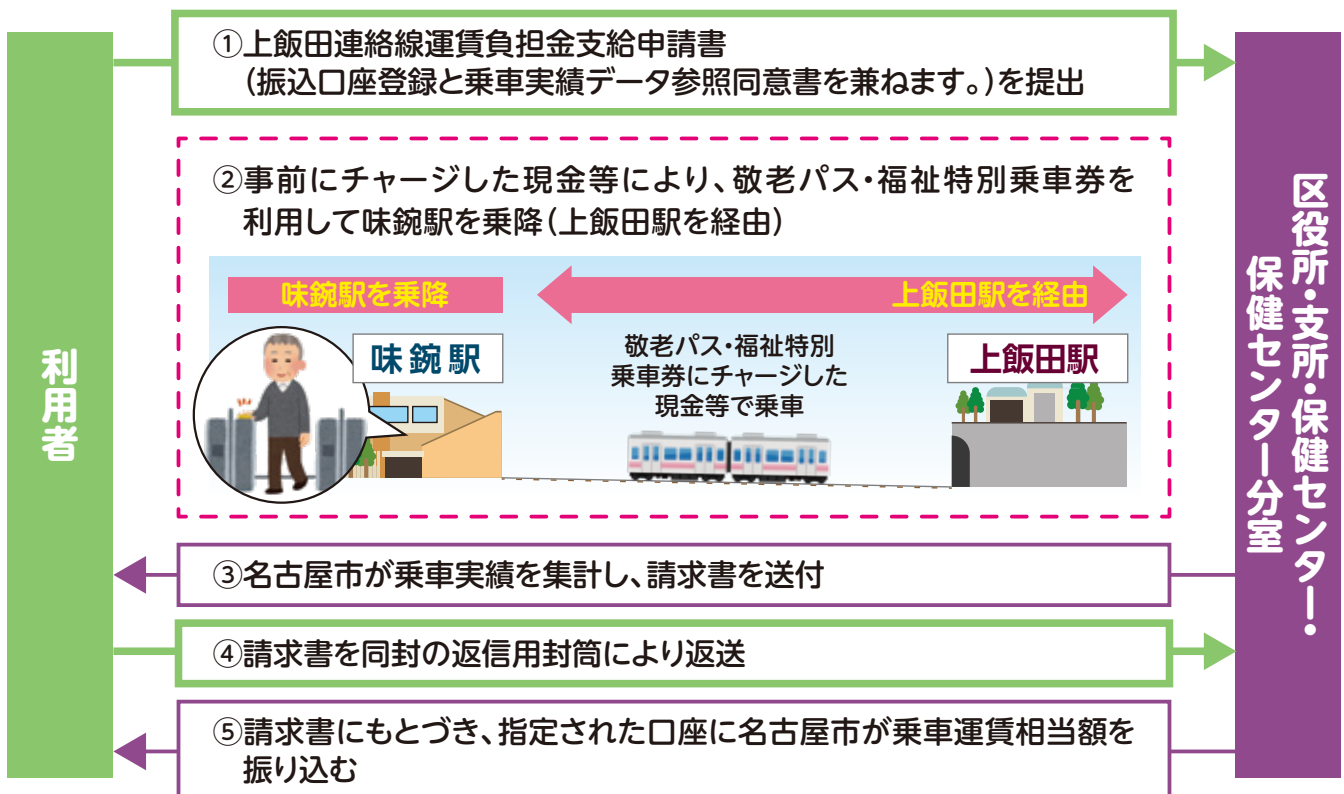 ①上飯田連絡線運賃負担金支給申請書
(振込口座登録と乗車実績データ参照同意書を兼ねます。)を提出
②事前にチャージした現金等により、敬老パス・福祉特別乗車券を
利用して味鋺駅を乗降(上飯田駅を経由)
味鋺駅を乗降
上飯田駅を経由
味鋺駅
敬老パス・福祉特別
乗車券にチャージした
現金等で乗車
上飯田駅
利用者
区役所・支所・保健センター・
保健センター分室
③名古屋市が乗車実績を集計し、請求書を送付
④請求書を同封の返信用封筒により返送
⑤請求書にもとづき、指定された口座に名古屋市が乗車運賃相当額を
振り込む